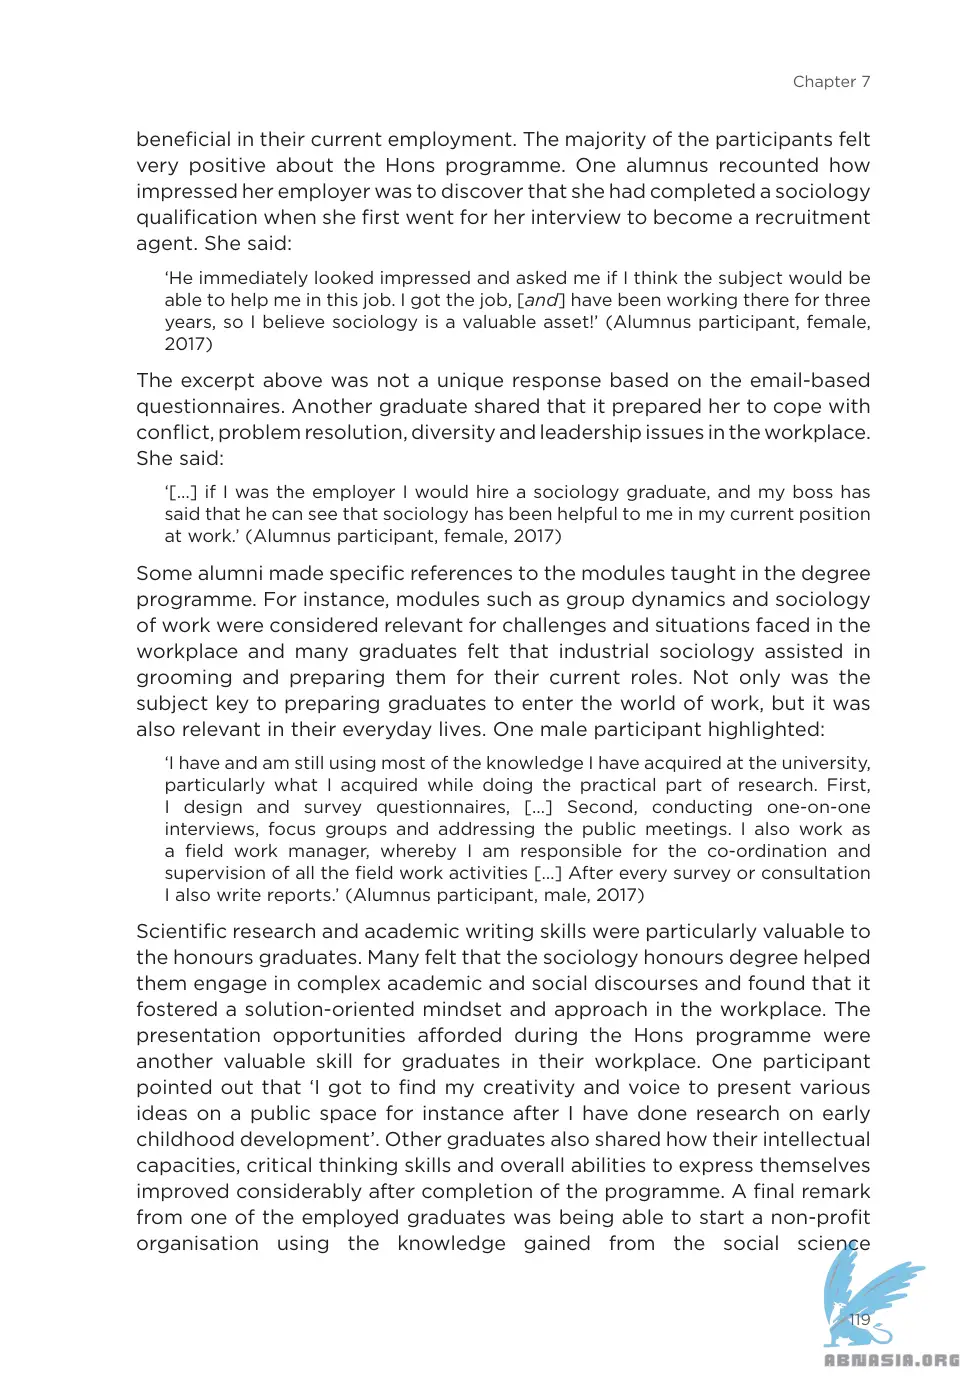 Chapter 7
beneficial in their current employment. The majority of the participants felt
very positive about the Hons programme. One alumnus recounted how
impressed her employer was to discover that she had completed a sociology
qualification when she first went for her interview to become a recruitment
agent. She said:
‘He immediately looked impressed and asked me if I think the subject would be
able to help me in this job. I got the job, [and] have been working there for three
years, so I believe sociology is a valuable asset!’ (Alumnus participant, female,
2017)
The excerpt above was not a unique response based on the email-based
questionnaires. Another graduate shared that it prepared her to cope with
conflict, problem resolution, diversity and leadership issues in the workplace.
She said:
‘[…] if I was the employer I would hire a sociology graduate, and my boss has
said that he can see that sociology has been helpful to me in my current position
at work.’ (Alumnus participant, female, 2017)
Some alumni made specific references to the modules taught in the degree
programme. For instance, modules such as group dynamics and sociology
of work were considered relevant for challenges and situations faced in the
workplace and many graduates felt that industrial sociology assisted in
grooming and preparing them for their current roles. Not only was the
subject key to preparing graduates to enter the world of work, but it was
also relevant in their everyday lives. One male participant highlighted:
‘I have and am still using most of the knowledge I have acquired at the university,
particularly what I acquired while doing the practical part of research. First,
I design and survey questionnaires, […] Second, conducting one-on-one
interviews, focus groups and addressing the public meetings. I also work as
a field work manager, whereby I am responsible for the co-ordination and
supervision of all the field work activities […] After every survey or consultation
I also write reports.’ (Alumnus participant, male, 2017)
Scientific research and academic writing skills were particularly valuable to
the honours graduates. Many felt that the sociology honours degree helped
them engage in complex academic and social discourses and found that it
fostered a solution-oriented mindset and approach in the workplace. The
presentation opportunities afforded during the Hons programme were
another valuable skill for graduates in their workplace. One participant
pointed out that ‘I got to find my creativity and voice to present various
ideas on a public space for instance after I have done research on early
childhood development’. Other graduates also shared how their intellectual
capacities, critical thinking skills and overall abilities to express themselves
improved considerably after completion of the programme. A final remark
from one of the employed graduates was being able to start a non-profit
organisation using the knowledge gained from the social science
119
ABNASIA.ORG